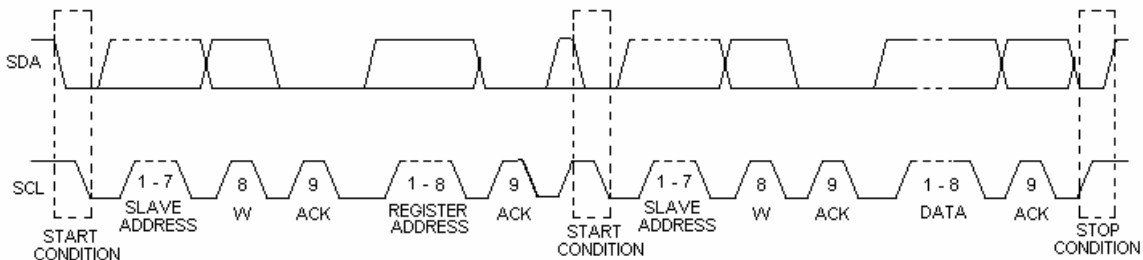 SDA
SCL
1 - 7 8 9 1 - 8 9 1 - 7 8 9 1 - 8 9
START CONDITION
SLAVE ADDRESS
W
ACK
REGISTER ADDRESS
ACK
START CONDITION
SLAVE ADDRESS
W
ACK
DATA
ACK
STOP CONDITION